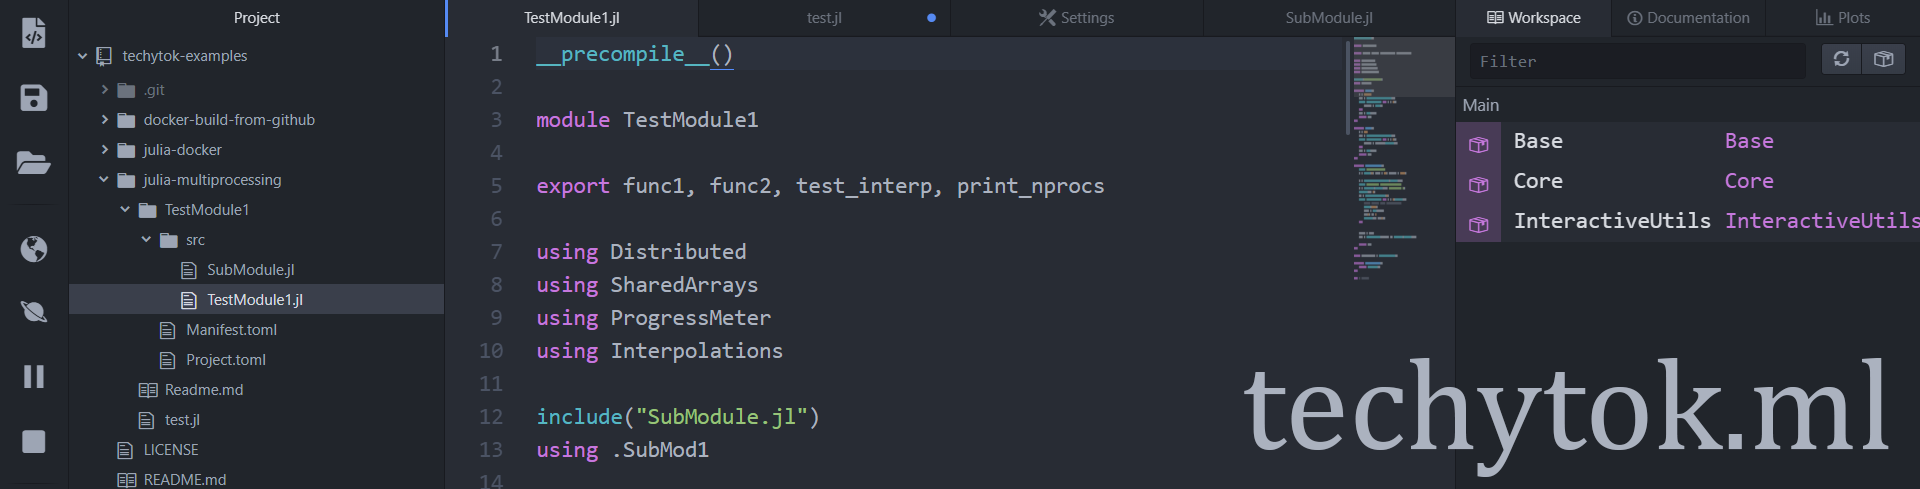 Project
techytok-examples
.git
docker-build-from-github
julia-docker
julia-multiprocessing
TestModule1
src
SubModule.jl
TestModule1.jl
Manifest.toml
Project.toml
Readme.md
test.jl
LICENSE
README.md
TestModule1.jl
test.jl
Settings
SubModule.jl
1 __precompile__()
2
3 module TestModule1
4
5 export func1, func2, test_interp, print_nprocs
6
7 using Distributed
8 using SharedArrays
9 using ProgressMeter
10 using Interpolations
11
12 include("SubModule.jl")
13 using .SubMod1
14
Workspace
Documentation
Plots
Filter
Main
Base Base
Core Core
InteractiveUtils InteractiveUtils
techytok.ml